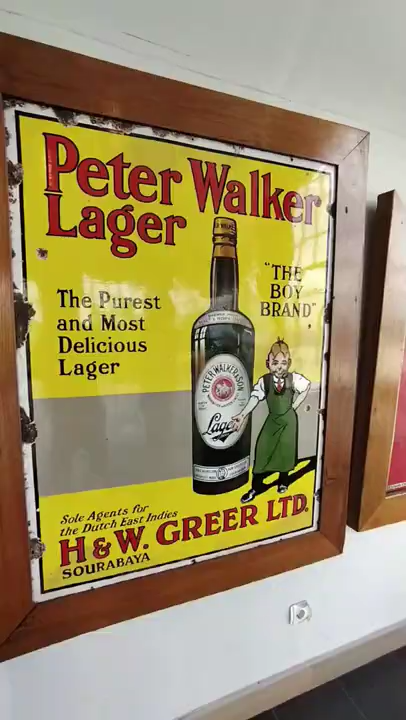 Peter Walker
Lager
"THE
BOY
BRAND"
The Purest
and Most
Delicious
Lager
PETER WALKER & SON
Lager
Sole Agents for
the Dutch East Indies
H & W. GREER LTD.
SOURABAYA